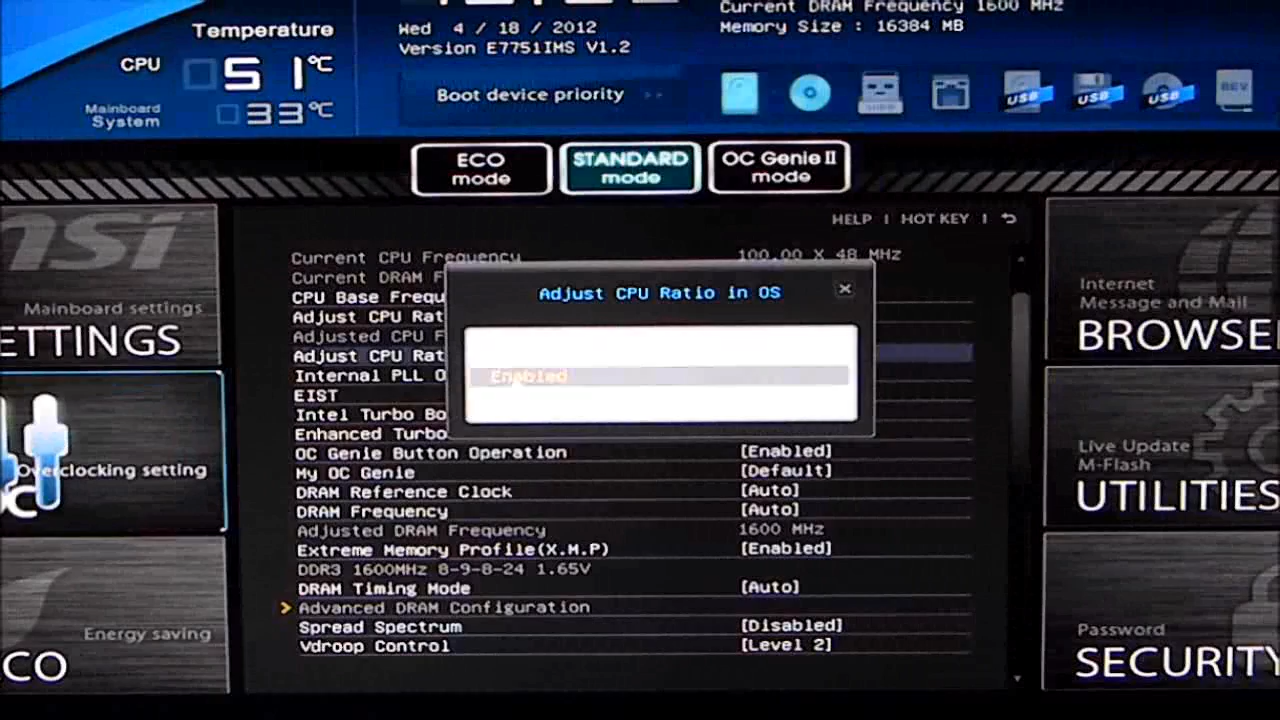 Current DRAM Frequency 1600 MHz
Temperature
Wed 4 / 18 / 2012
Memory Size : 16384 MB
Version E7751IMS V1.2
CPU 51°C
Boot device priority
USB
USB
USB
Mainboard
System 33°C
ECO
mode
STANDARD
mode
OC Genie II
mode
HELP | HOT KEY |
msi
Mainboard settings
ETTINGS
Overclocking setting
OC
Energy saving
CO
Current CPU Frequency 100.00 X 48 MHz
Current DRAM F
CPU Base Frequ
Adjust CPU Rat
Adjusted CPU F
Adjust CPU Rat
Internal PLL O
EIST
Intel Turbo Bo
Enhanced Turbo
Adjust CPU Ratio in OS
Enabled
OC Genie Button Operation [Enabled]
My OC Genie [Default]
DRAM Reference Clock [Auto]
DRAM Frequency [Auto]
Adjusted DRAM Frequency 1600 MHz
Extreme Memory Profile(X.M.P) [Enabled]
DDR3 1600MHz 8-9-8-24 1.65V
DRAM Timing Mode [Auto]
> Advanced DRAM Configuration
Spread Spectrum [Disabled]
Vdroop Control [Level 2]
Internet
Message and Mail
BROWSE
Live Update
M-Flash
UTILITIES
Password
SECURITY